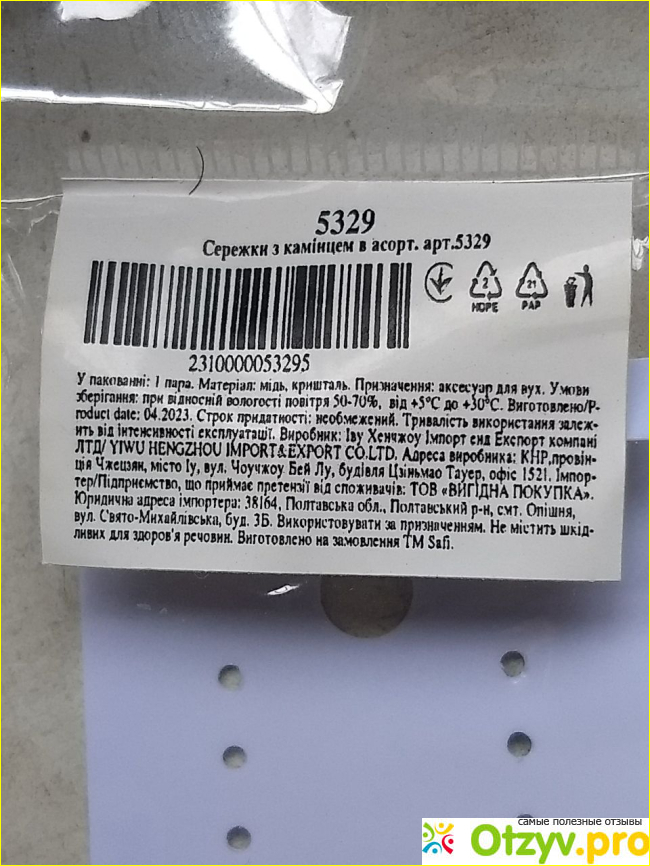 5329
Сережки з камінцем в асорт. арт.5329
2 HDPE
21 PAP
2310000053295
У пакованні: 1 пара. Матеріал: мідь, кришталь. Призначення: аксесуар для вух. Умови
зберігання: при відносній вологості повітря 50-70%, від +5°С до +30°С. Виготовлено/P-
roduct date: 04.2023. Строк придатності: необмежений. Тривалість використання залеж-
ить від інтенсивності експлуатації. Виробник: Іву Хенчжоу Імпорт енд Експорт компані
ЛТД/ YIWU HENGZHOU IMPORT&EXPORT CO.LTD. Адреса виробника: КНР,провін-
ція Чжецзян, місто Іу, вул. Чоучжоу Бей Лу, будівля Цзіньмао Тауер, офіс 1521. Імпор-
тер/Підприємство, що приймає претензії від споживачів: ТОВ «ВИГІДНА ПОКУПКА».
Юридична адреса імпортера: 38164, Полтавська обл., Полтавський р-н, смт. Опішня,
вул. Свято-Михайлівська, буд. 3Б. Використовувати за призначенням. Не містить шкід-
ливих для здоров'я речовин. Виготовлено на замовлення ТМ Safi.
самые полезные отзывы
Otzyv.pro